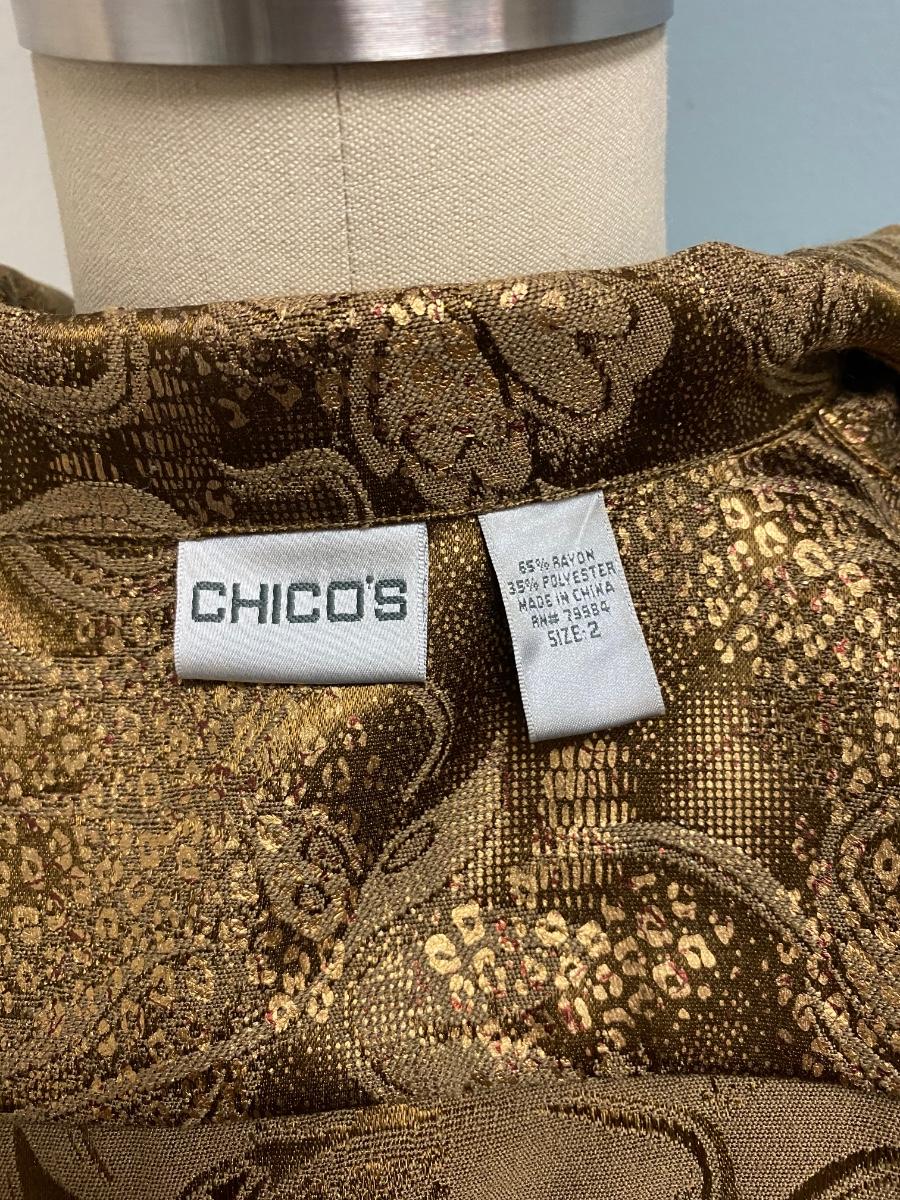 CHICO'S
65% RAYON
35% POLYESTER
MADE IN CHINA
RN# 79984
SIZE:2